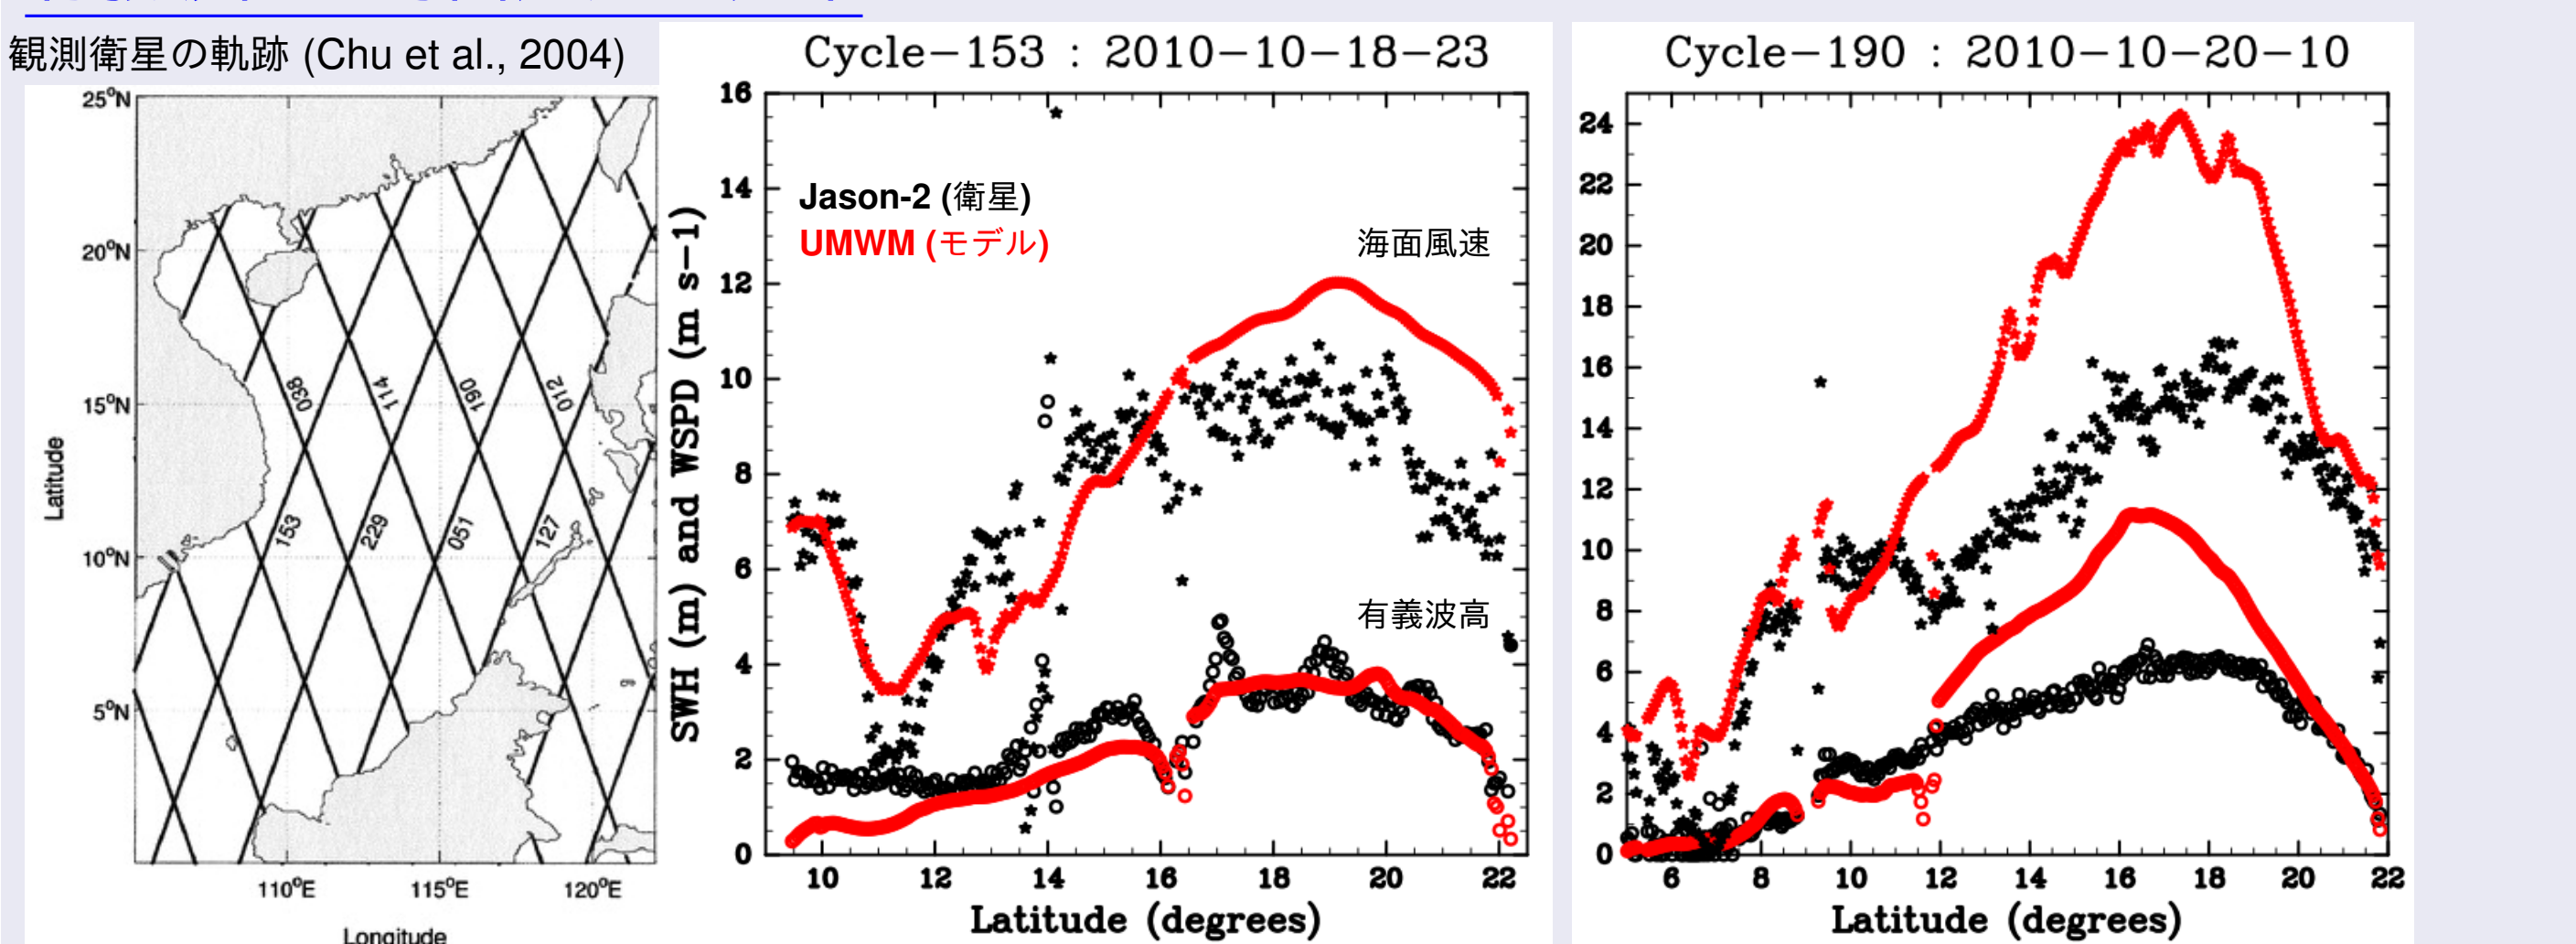 観測衛星の軌跡 (Chu et al., 2004)
25°N
20°N
15°N
10°N
5°N
Latitude
038
114
190
012
153
229
051
127
110°E
115°E
120°E
Longitude
Cycle-153 : 2010-10-18-23
SWH (m) and WSPD (m s-1)
16
14
12
10
8
6
4
2
0
Jason-2 (衛星)
UMWM (モデル)
海面風速
有義波高
10
12
14
16
18
20
22
Latitude (degrees)
Cycle-190 : 2010-10-20-10
24
22
20
18
16
14
12
10
8
6
4
2
0
6
8
10
12
14
16
18
20
22
Latitude (degrees)